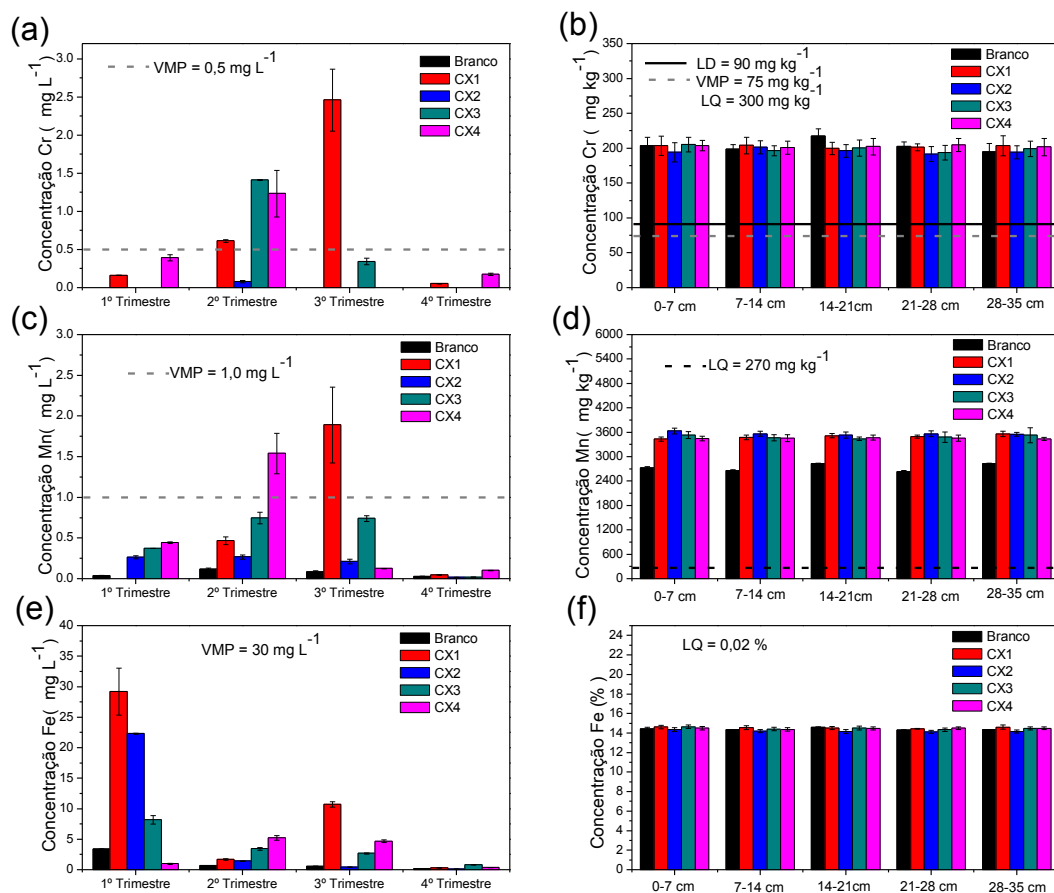 (a)
Concentração Cr( mg L-1)
3.0
2.5
2.0
1.5
1.0
0.5
0.0
VMP = 0,5 mg L-1
Branco
CX1
CX2
CX3
CX4
1º Trimestre
2º Trimestre
3º Trimestre
4º Trimestre
(b)
Concentração Cr( mg kg-1)
350
300
250
200
150
100
50
0
LD = 90 mg kg-1
VMP = 75 mg kg-1
LQ = 300 mg kg-1
Branco
CX1
CX2
CX3
CX4
0-7 cm
7-14 cm
14-21cm
21-28 cm
28-35 cm
(c)
Concentração Mn( mg L-1)
3.0
2.5
2.0
1.5
1.0
0.5
0.0
VMP = 1,0 mg L-1
Branco
CX1
CX2
CX3
CX4
1º Trimestre
2º Trimestre
3º Trimestre
4º Trimestre
(d)
Concentração Mn( mg kg-1)
6000
5400
4800
4200
3600
3000
2400
1800
1200
600
0
LQ = 270 mg kg-1
Branco
CX1
CX2
CX3
CX4
0-7 cm
7-14 cm
14-21cm
21-28 cm
28-35 cm
(e)
Concentração Fe( mg L-1)
40
35
30
25
20
15
10
5
0
VMP = 30 mg L-1
Branco
CX1
CX2
CX3
CX4
1º Trimestre
2º Trimestre
3º Trimestre
4º Trimestre
(f)
Concentração Fe (%)
24
22
20
18
16
14
12
10
8
6
4
2
0
LQ = 0,02 %
Branco
CX1
CX2
CX3
CX4
0-7 cm
7-14 cm
14-21cm
21-28 cm
28-35 cm